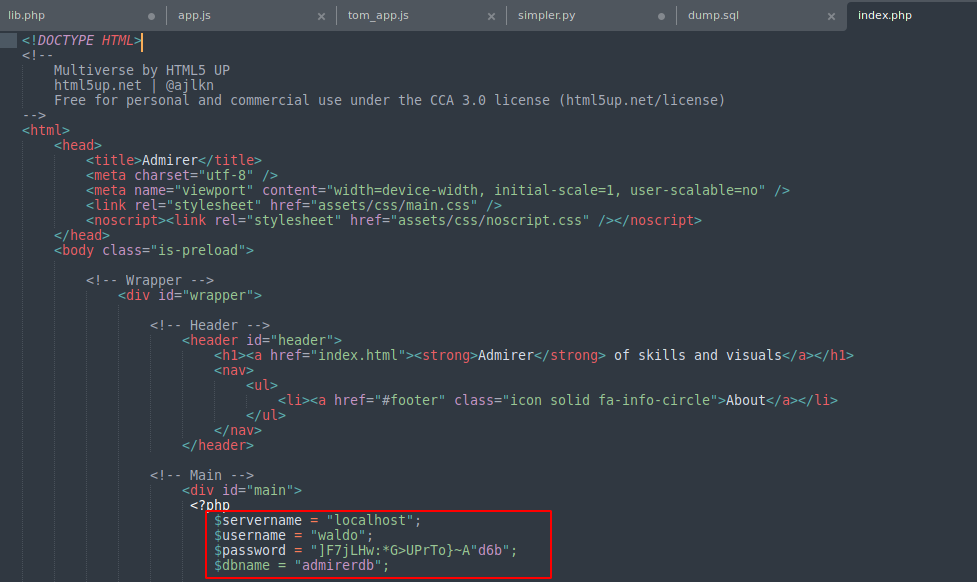 lib.php app.js tom_app.js simpler.py dump.sql index.php
<!DOCTYPE HTML>
<!--
Multiverse by HTML5 UP
html5up.net | @ajlkn
Free for personal and commercial use under the CCA 3.0 license (html5up.net/license)
-->
<html>
<head>
<title>Admirer</title>
<meta charset="utf-8" />
<meta name="viewport" content="width=device-width, initial-scale=1, user-scalable=no" />
<link rel="stylesheet" href="assets/css/main.css" />
<noscript><link rel="stylesheet" href="assets/css/noscript.css" /></noscript>
</head>
<body class="is-preload">
<!-- Wrapper -->
<div id="wrapper">
<!-- Header -->
<header id="header">
<h1><a href="index.html"><strong>Admirer</strong> of skills and visuals</a></h1>
<nav>
<ul>
<li><a href="#footer" class="icon solid fa-info-circle">About</a></li>
</ul>
</nav>
</header>
<!-- Main -->
<div id="main">
<?php
$servername = "localhost";
$username = "waldo";
$password = "]F7jLHw:*G>UPrTo}~A"d6b";
$dbname = "admirerdb";